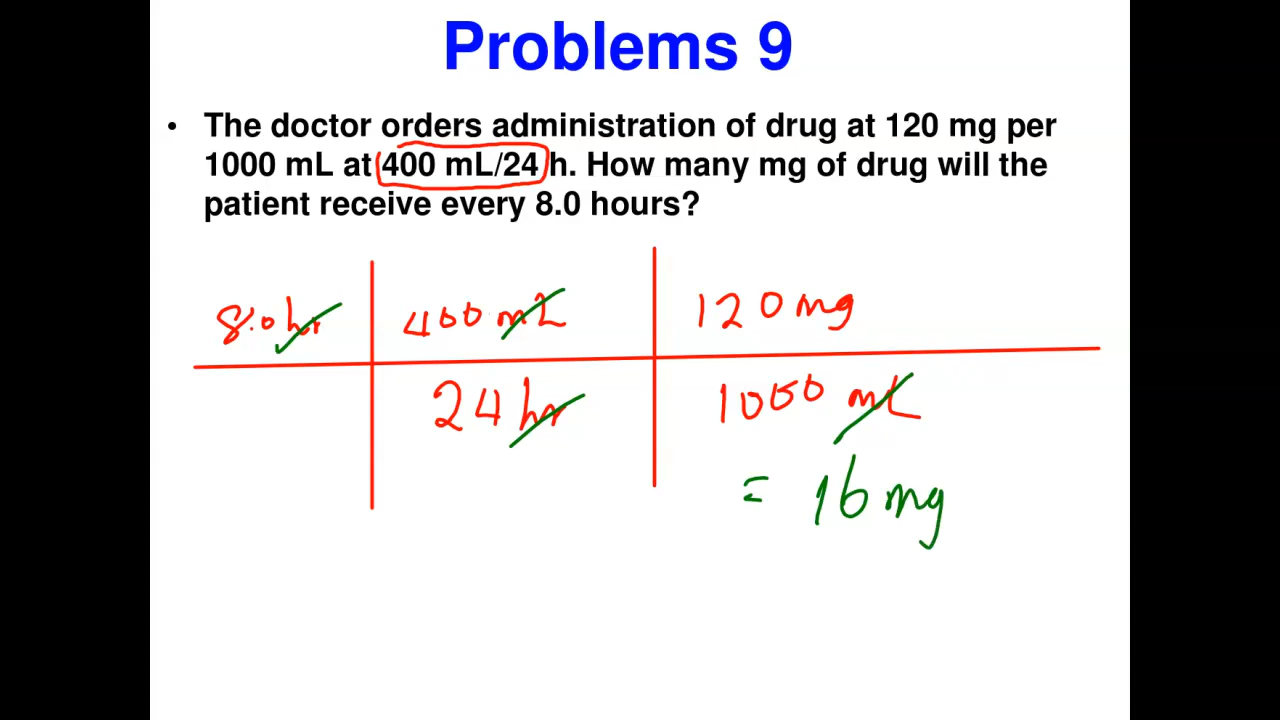 Problems 9
• The doctor orders administration of drug at 120 mg per
1000 mL at 400 mL/24 h. How many mg of drug will the
patient receive every 8.0 hours?
8.0 hr 400 mL 120 mg
24 hr 1000 mL
= 16 mg